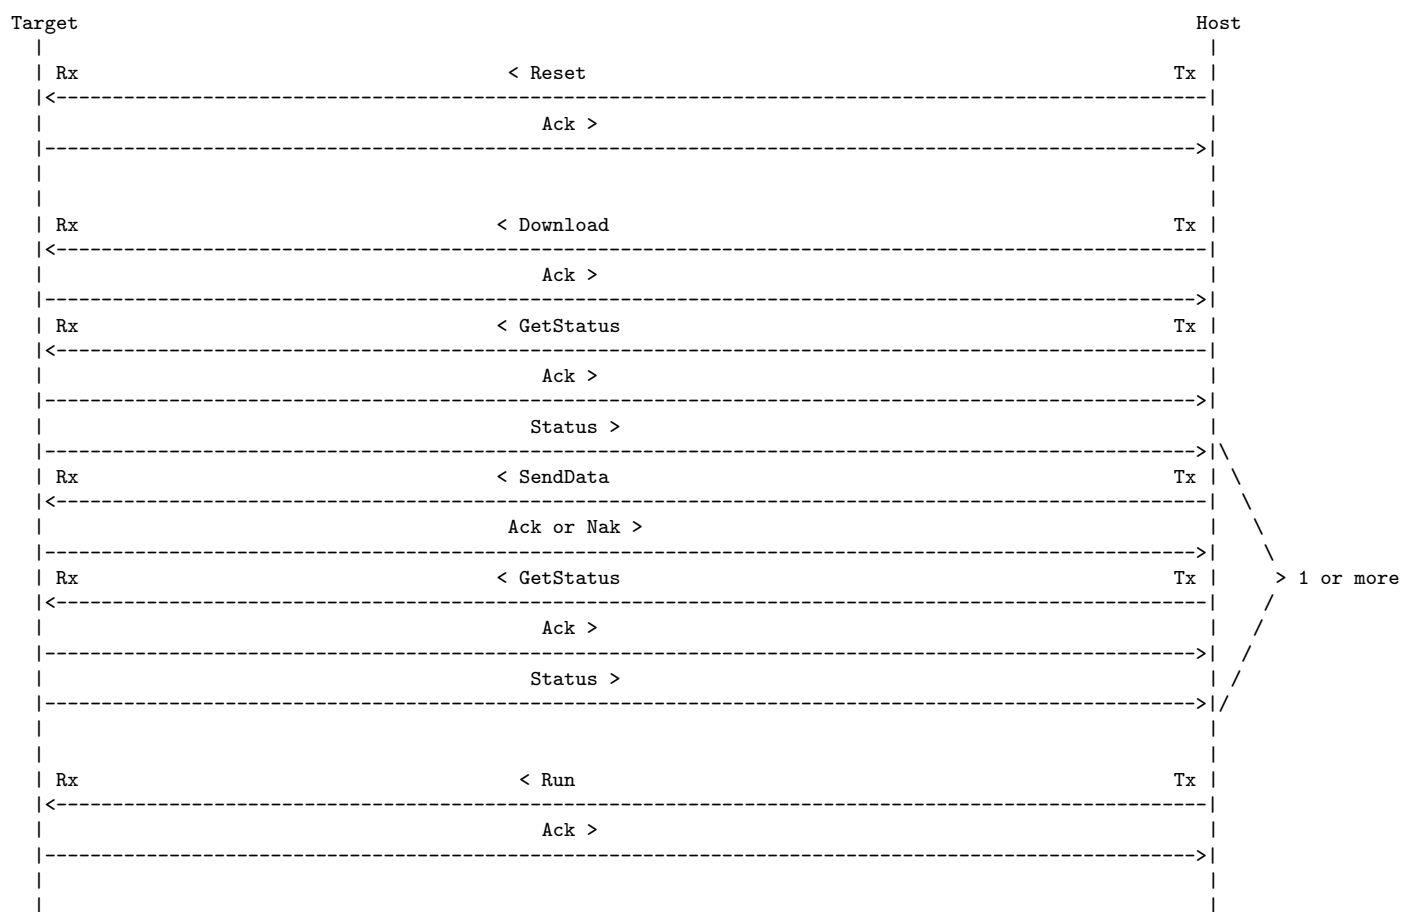 Target Host
Rx < Reset Tx
Ack >
Rx < Download Tx
Ack >
Rx < GetStatus Tx
Ack >
Status >
Rx < SendData Tx
Ack or Nak >
Rx < GetStatus Tx > 1 or more
Ack >
Status >
Rx < Run Tx
Ack >